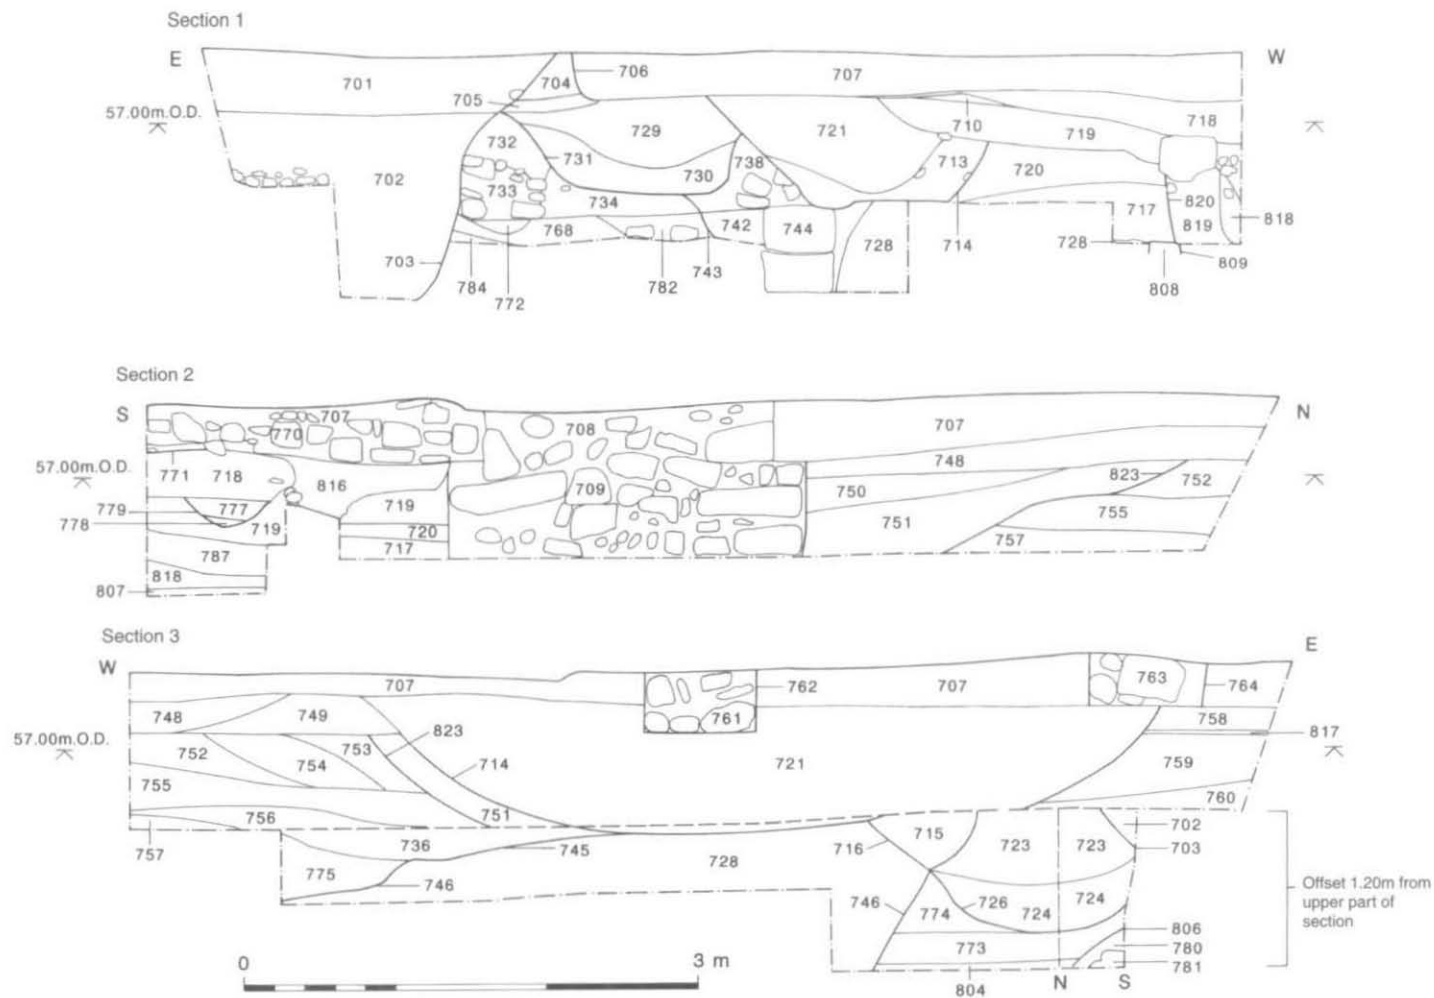 Section 1
E W
701 704 706 707
705
57.00m.O.D.
732 729 721 710 719 718
731 730 738 713 720
702 733 734 717 820
768 742 744 728 819 818
703 714 728 809
784 772 782 743 808
Section 2
S N
707
770 708 707
57.00m.O.D.
771 718 816 709 748 823 752
779 777 719 750 755
778 719 720 751
787 717 757
818
807
Section 3
W E
707 762 707 763 764
748 749 761 758
57.00m.O.D.
752 753 823 714 721 817
754 759
755 751 760
756 715 723 723 702
757 736 745 728 716 703
775 746
746 774 726 724 724
806
773 780
781
804 N S
Offset 1.20m from
upper part of
section
0 3 m